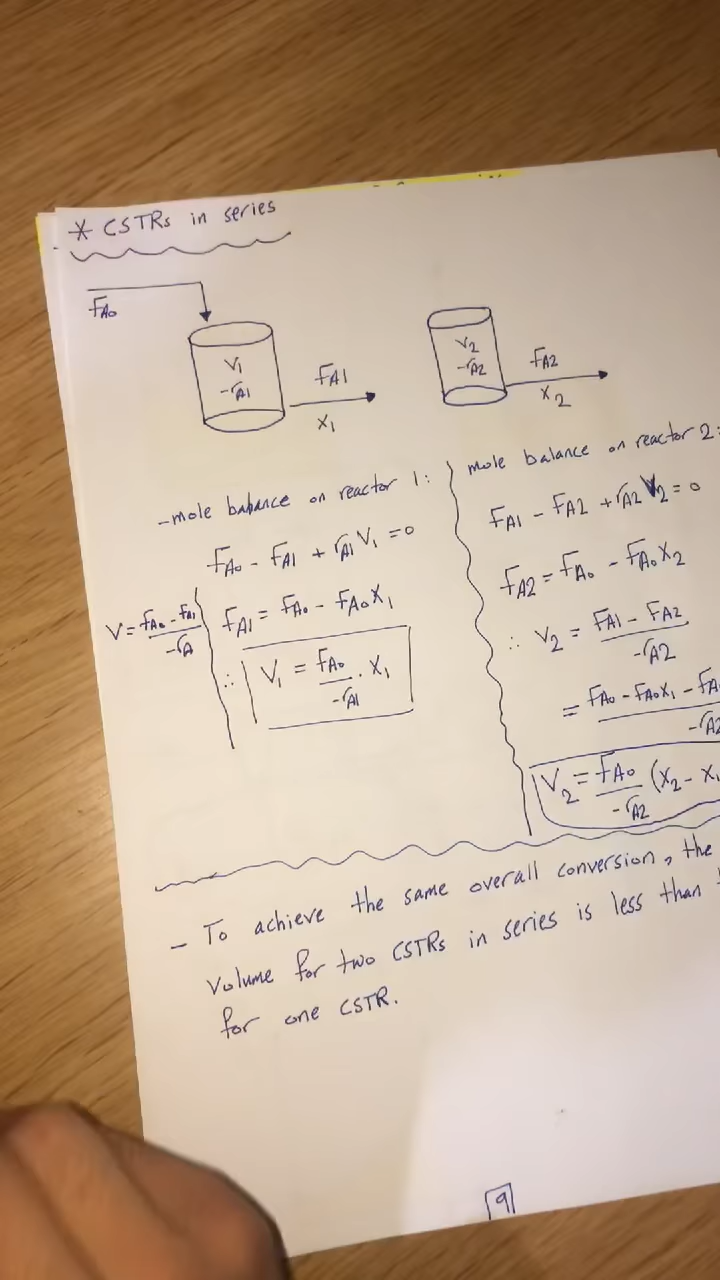 * CSTRs in series
FA0
V1
-rA1
FA1
X1
V2
-rA2
FA2
X2
-mole balance on reactor 1:
FA0 - FA1 + rA1 V1 = 0
V = FA0 - FA1 / -rA
FA1 = FA0 - FA0 X1
∴ V1 = FA0 / -rA1 . X1
mole balance on reactor 2:
FA1 - FA2 + rA2 V2 = 0
FA2 = FA0 - FA0 X2
∴ V2 = FA1 - FA2 / -rA2
= FA0 - FA0 X1 - / -rA2
V2 = FA0 / -rA2 (X2 - X1
- To achieve the same overall conversion, the
volume for two CSTRs in series is less than
for one CSTR.
9